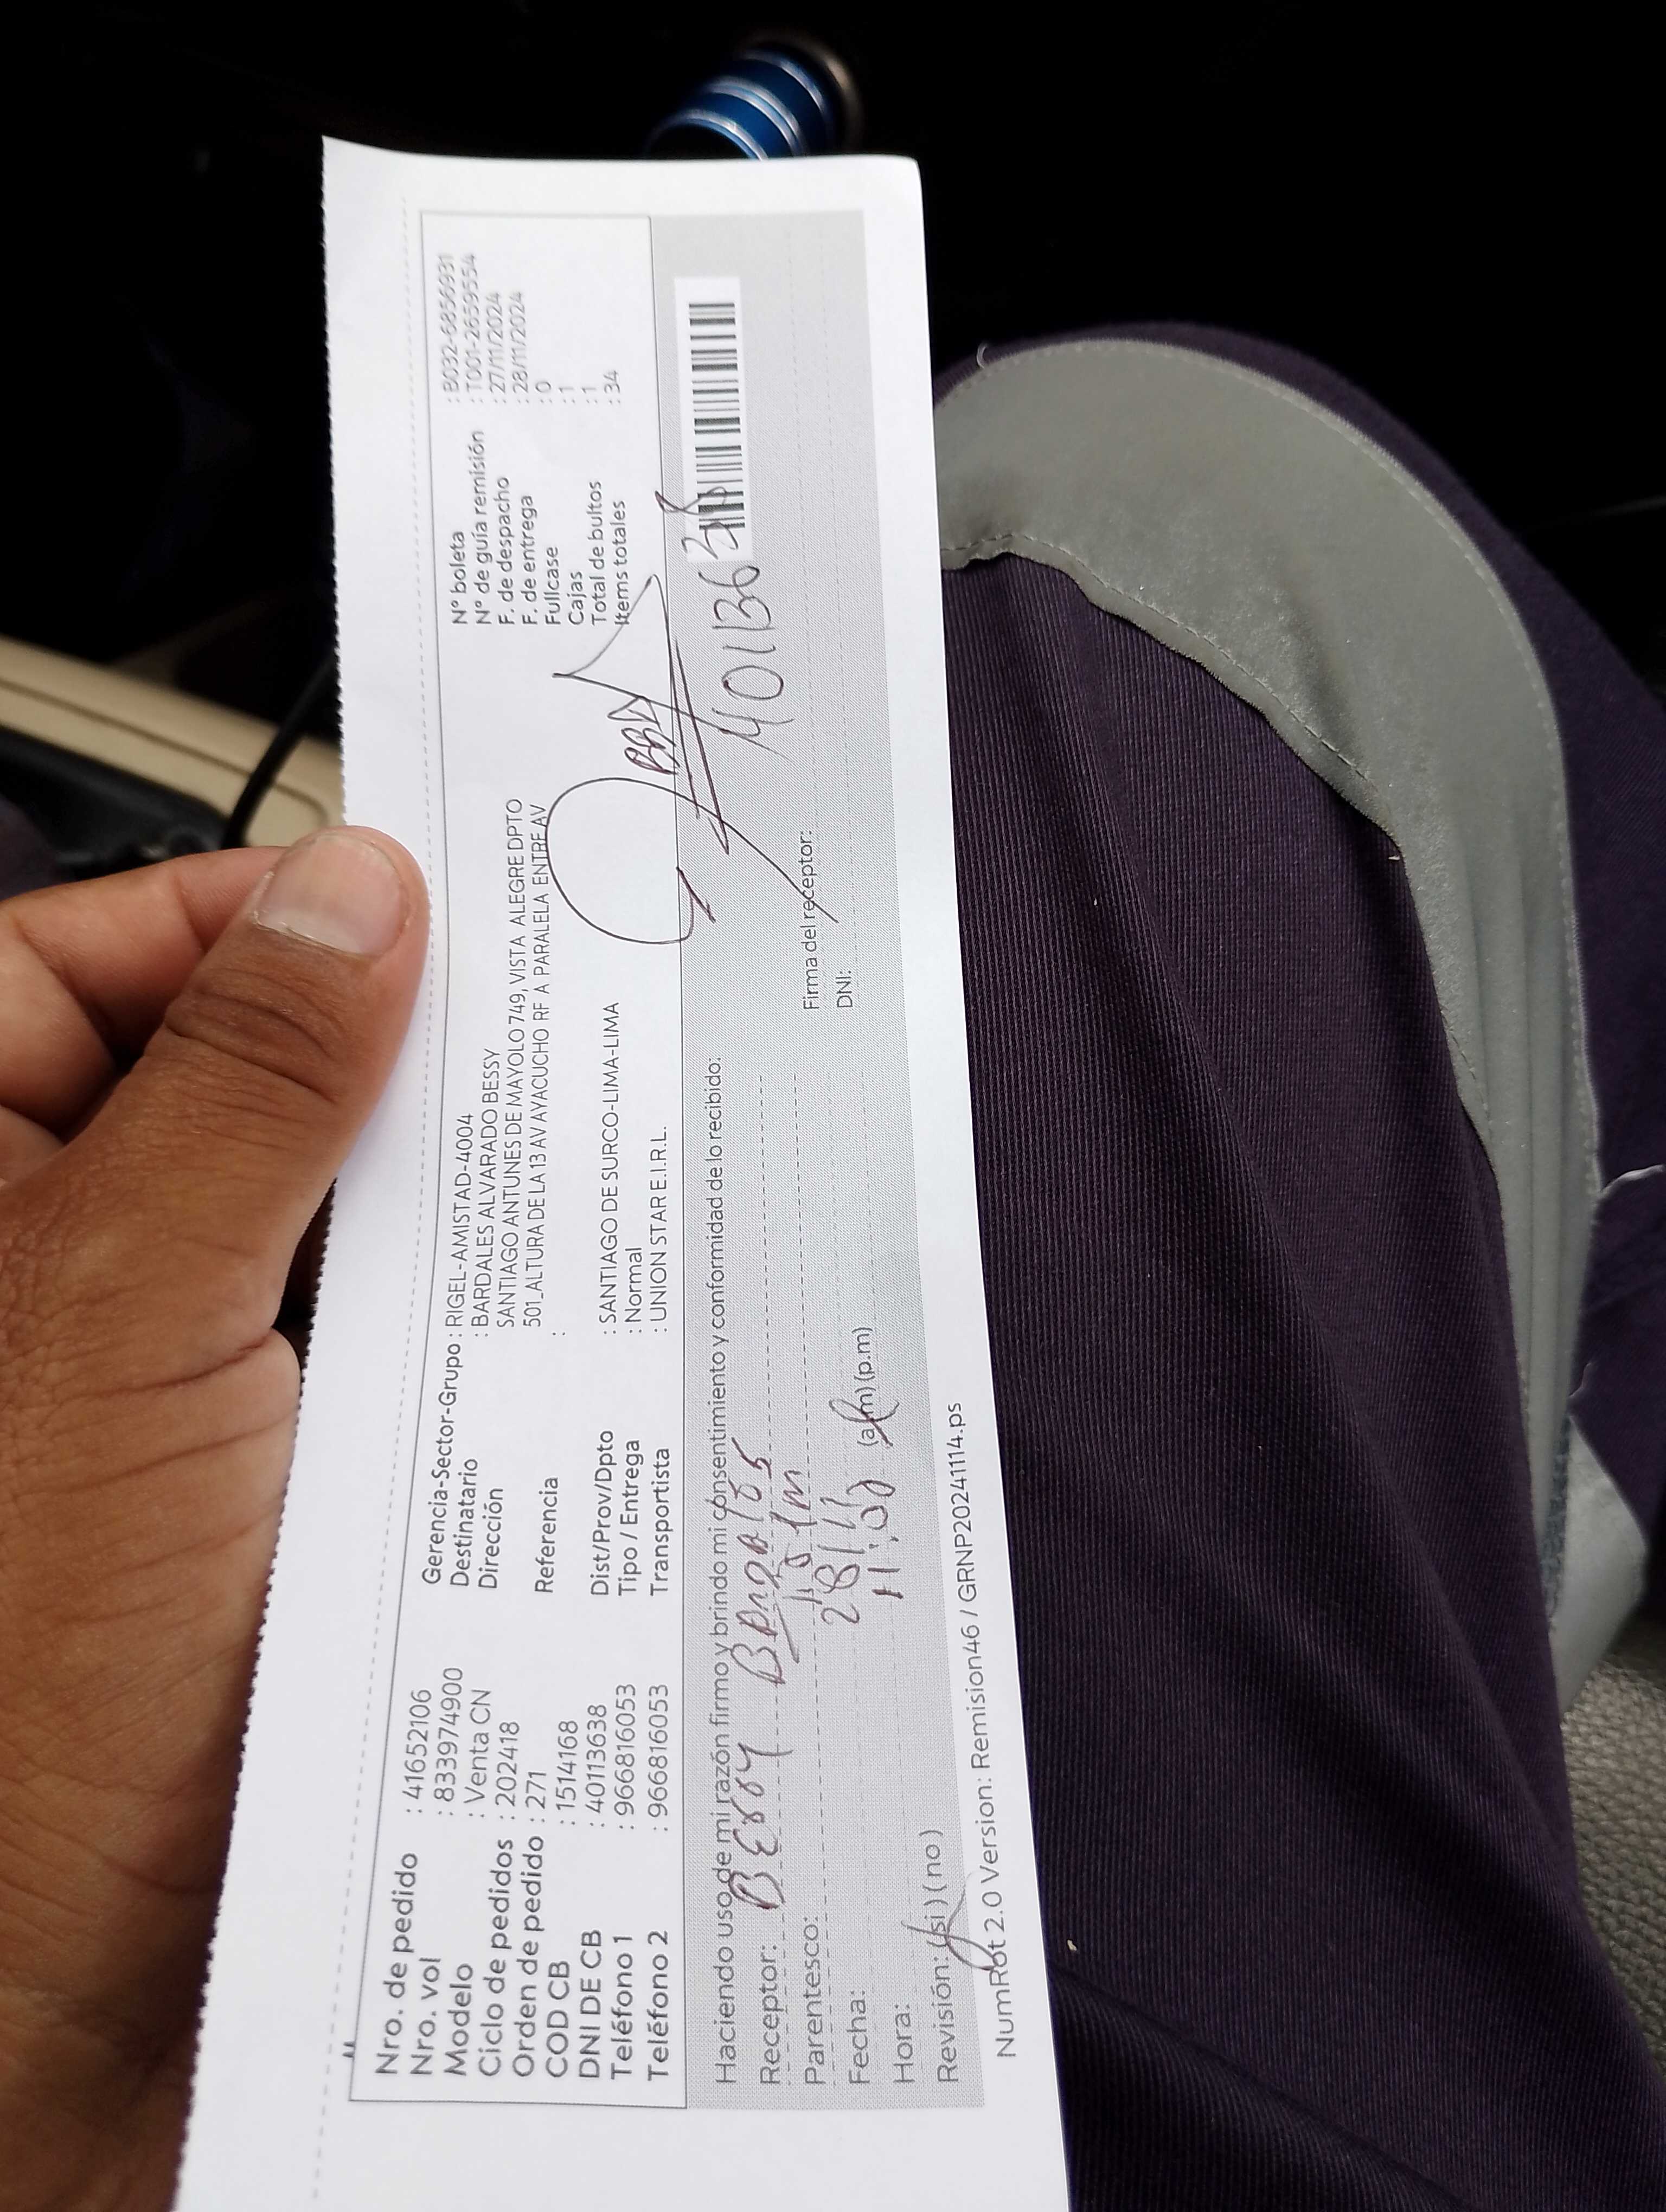 Nro. de pedido : 41652106
Nro. vol : 833974900
Modelo : Venta CN
Ciclo de pedidos : 202418
Orden de pedido : 271
COD CB : 1514168
DNI DE CB : 40113638
Teléfono 1 : 966816053
Teléfono 2 : 966816053
Gerencia-Sector-Grupo : RIGEL-AMISTAD-4004
Destinatario : BARDALES ALVARADO BESSY
Dirección SANTIAGO ANTUNES DE MAYOLO 749, VISTA ALEGRE DPTO
501_ALTURA DE LA 13 AV AYACUCHO RF A PARALELA ENTRE AV
Referencia :
Dist/Prov/Dpto : SANTIAGO DE SURCO-LIMA-LIMA
Tipo / Entrega : Normal
Transportista : UNION STAR E.I.R.L.
N° boleta : B032-6856931
N° de guía remisión : T001-2659554
F. de despacho : 27/11/2024
F. de entrega : 28/11/2024
Fullcase : 0
Cajas : 1
Total de bultos : 1
Items totales : 34
Haciendo uso de mi razón firmo y brindo mi consentimiento y conformidad de lo recibido:
Receptor: Bardales
Parentesco:
Fecha: 28/11
Hora: 11:00 (a.m) (p.m)
Revisión: (si) (no)
Firma del receptor:
DNI:
NumRot 2.0 Version: Remision46 / GRNP20241114.ps